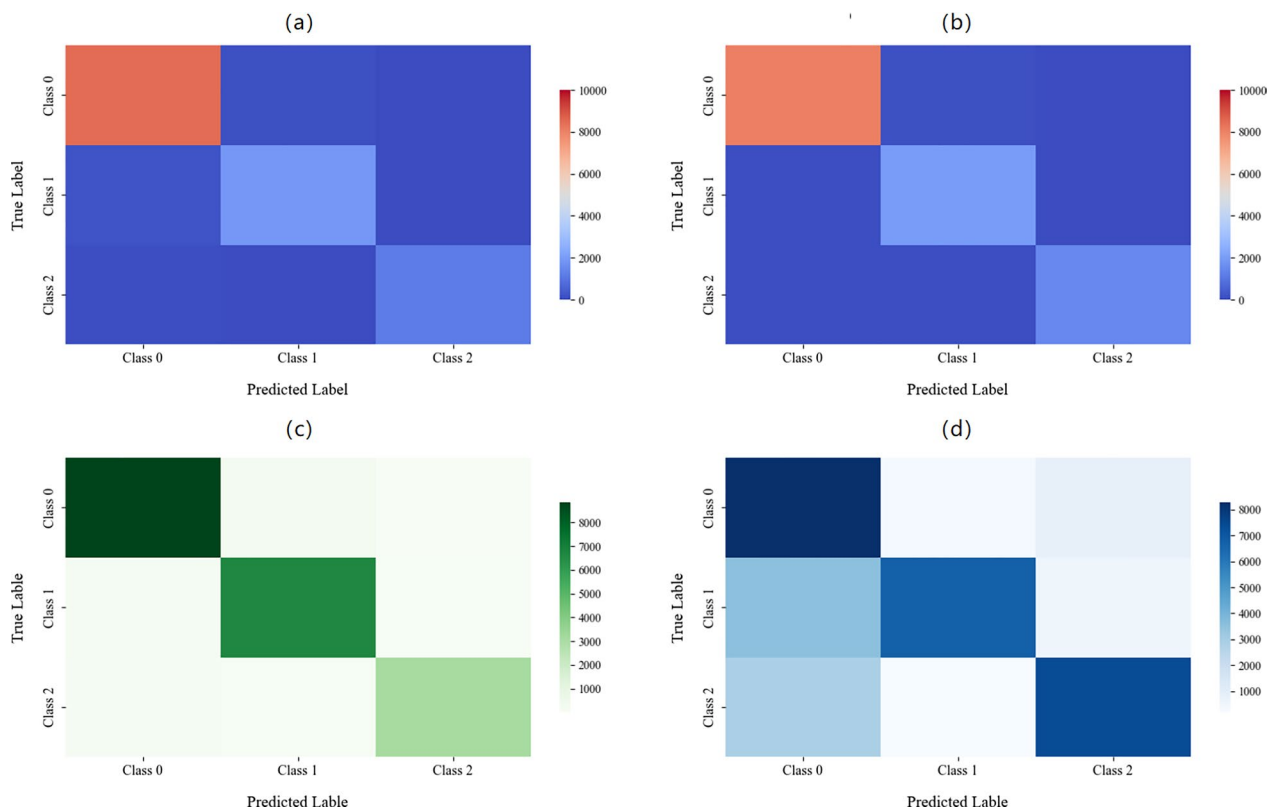 (a)
True Label
Class 0
Class 1
Class 2
Class 0 Class 1 Class 2
Predicted Label
10000
8000
6000
4000
2000
0
(b)
True Label
Class 0
Class 1
Class 2
Class 0 Class 1 Class 2
Predicted Label
10000
8000
6000
4000
2000
0
(c)
True Lable
Class 0
Class 1
Class 2
Class 0 Class 1 Class 2
Predicted Lable
8000
7000
6000
5000
4000
3000
2000
1000
(d)
True Lable
Class 0
Class 1
Class 2
Class 0 Class 1 Class 2
Predicted Lable
8000
7000
6000
5000
4000
3000
2000
1000